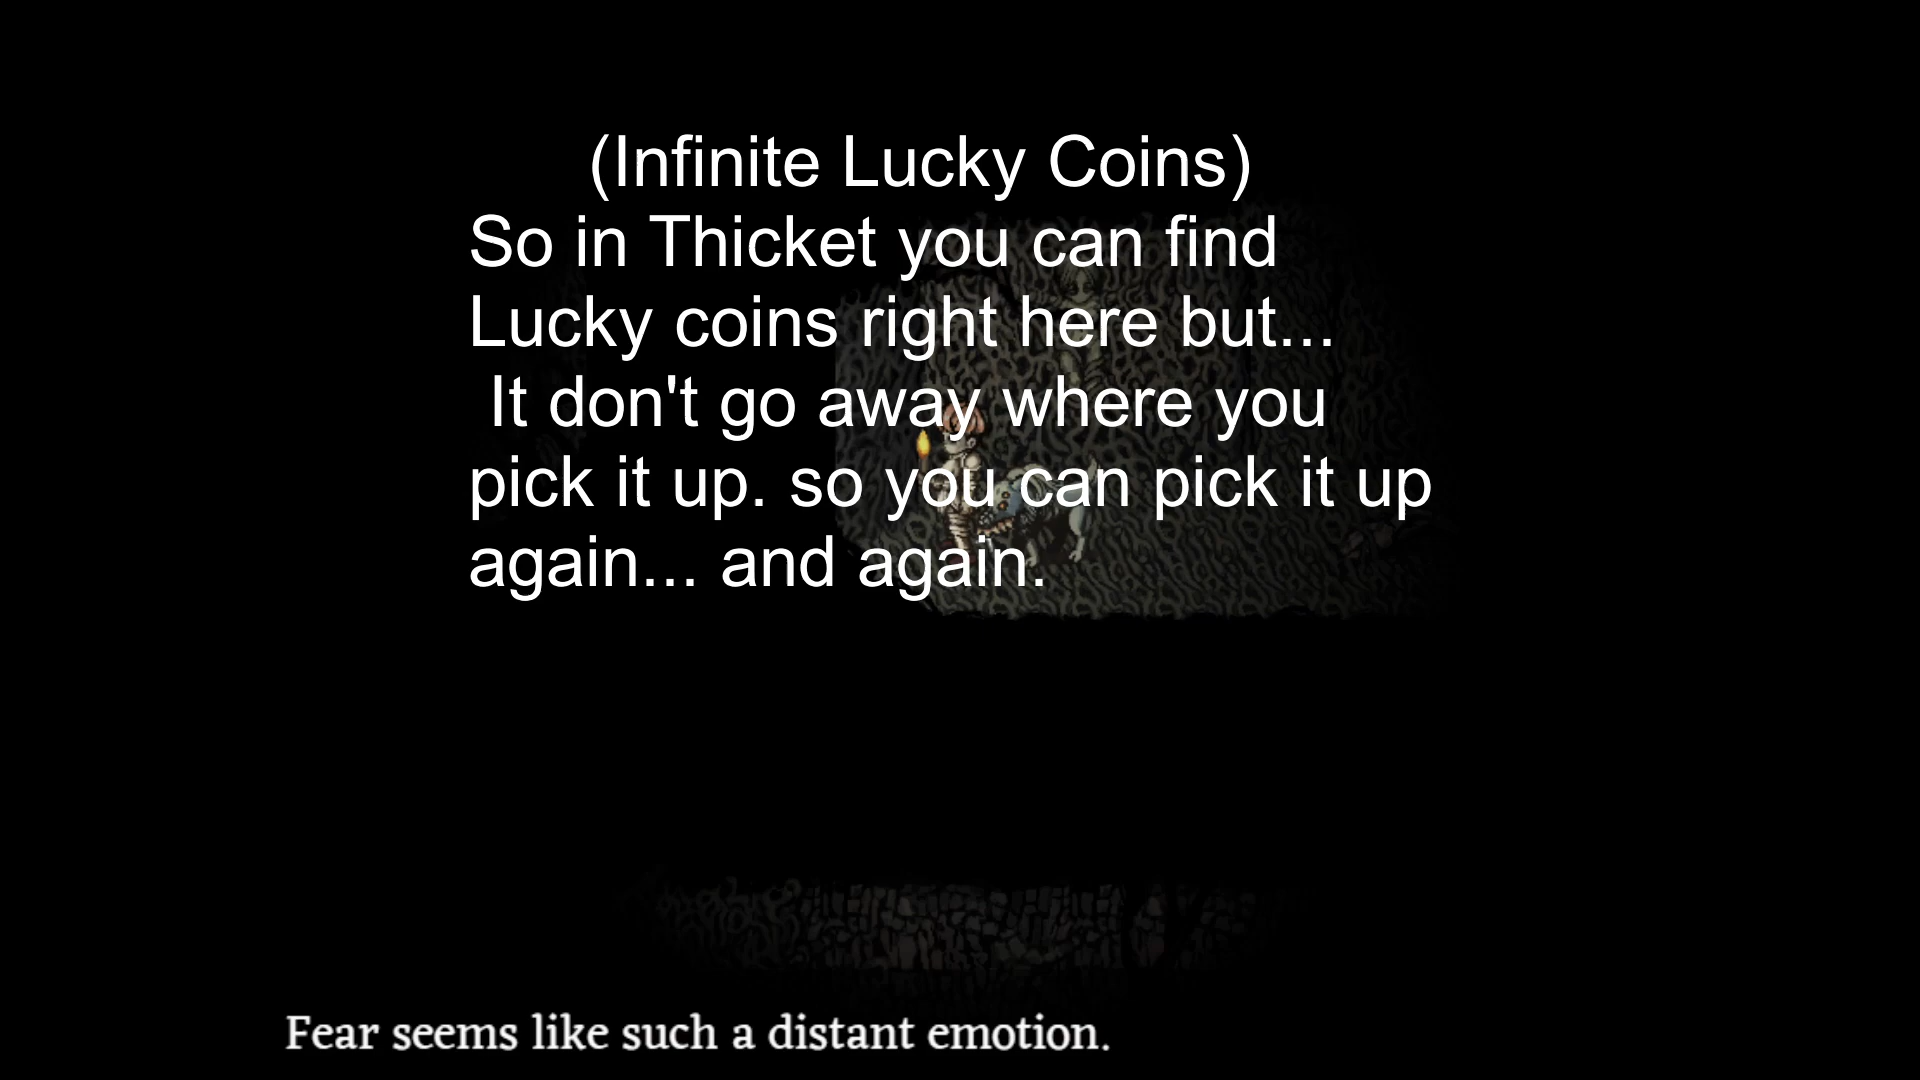 (Infinite Lucky Coins)
So in Thicket you can find
Lucky coins right here but...
It don't go away where you
pick it up. so you can pick it up
again... and again.
Fear seems like such a distant emotion.